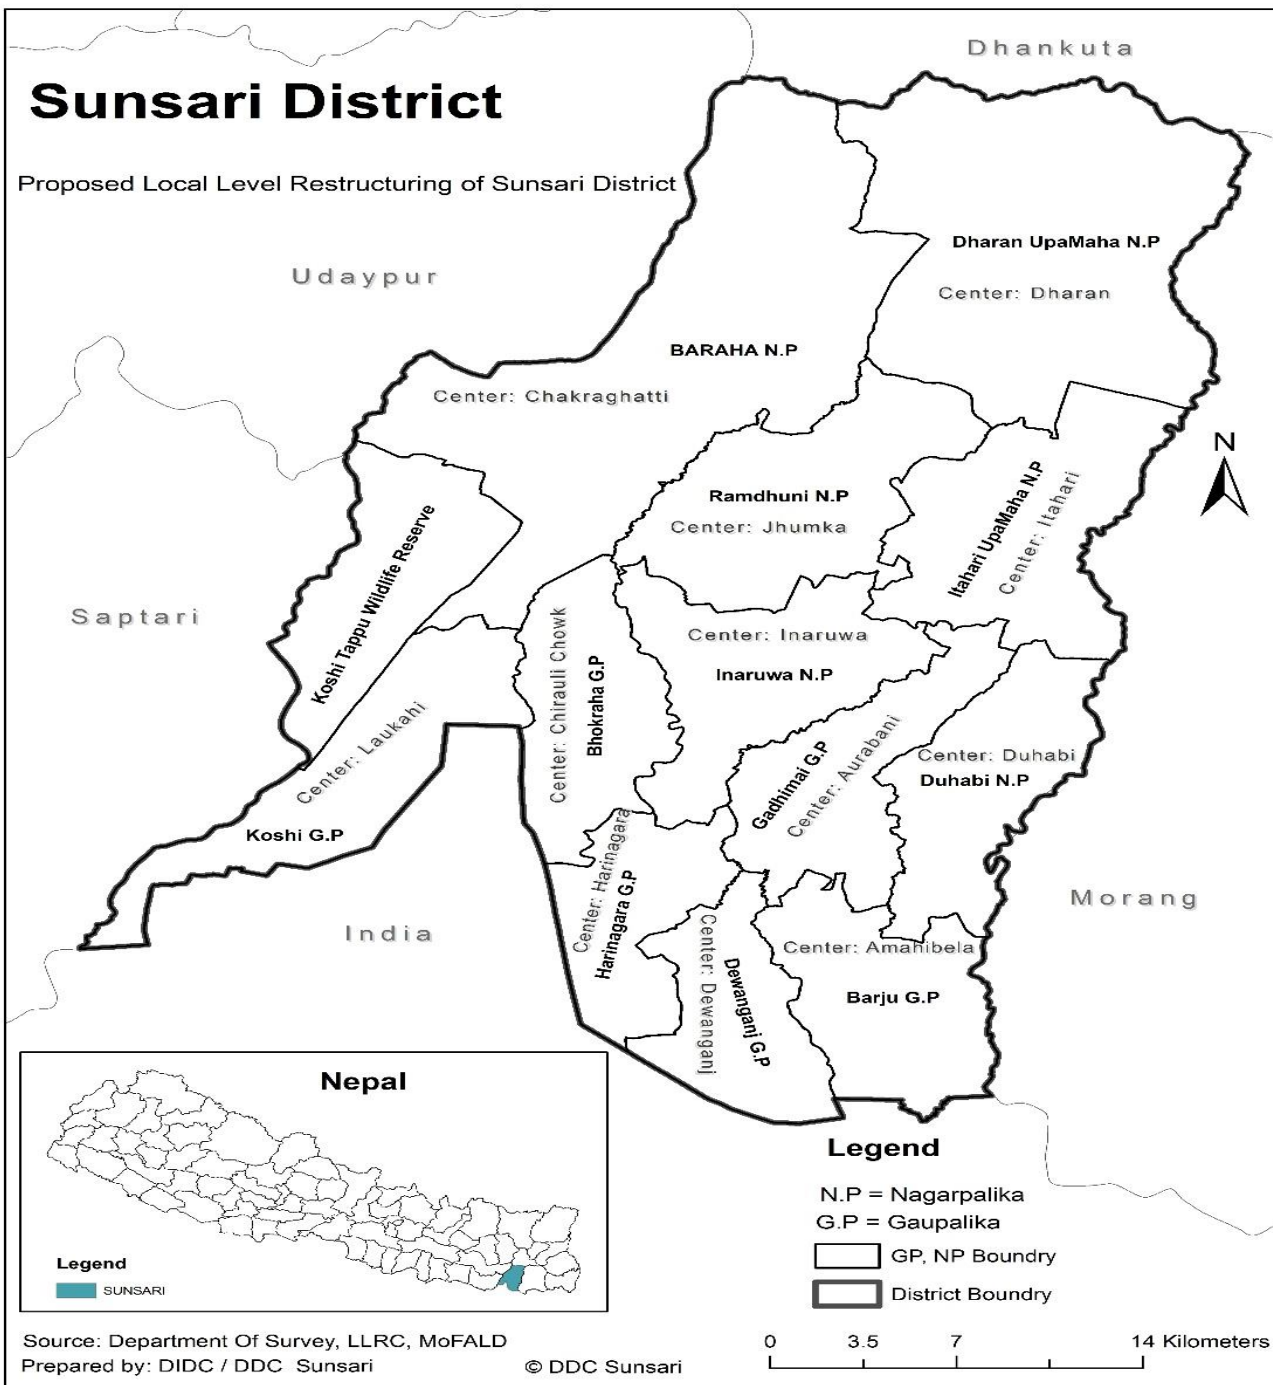 Dhankuta
Sunsari District
Proposed Local Level Restructuring of Sunsari District
Dharan UpaMaha N.P
Udaypur
Center: Dharan
BARAHA N.P
Center: Chakraghatti
N
Ramdhuni N.P
Center: Jhumka
Itahari UpaMaha N.P
Center: Itahari
Koshi Tappu Wildlife Reserve
Saptari
Center: Inaruwa
Inaruwa N.P
Center: Chirauli Chowk
Bhokraha G.P
Center: Laukahi
Koshi G.P
Gadhimai G.P
Center: Aurabani
Center: Duhabi
Duhabi N.P
Center: Harinagara
Harinagara G.P
Morang
India
Center: Dewanganj
Dewanganj G.P
Center: Amahibela
Barju G.P
Nepal
Legend
SUNSARI
Legend
N.P = Nagarpalika
G.P = Gaupalika
GP, NP Boundry
District Boundry
Source: Department Of Survey, LLRC, MoFALD
Prepared by: DIDC / DDC Sunsari
© DDC Sunsari
0 3.5 7 14 Kilometers